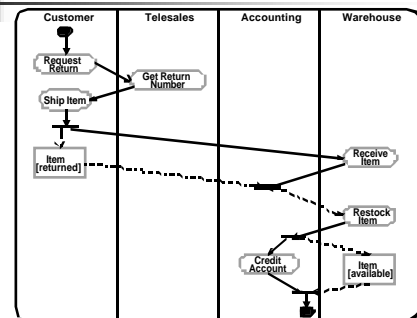 Customer Telesales Accounting Warehouse
Request
Return
Get Return
Number
Ship Item
Item
[returned]
Receive
Item
Restock
Item
Credit
Account
Item
[available]